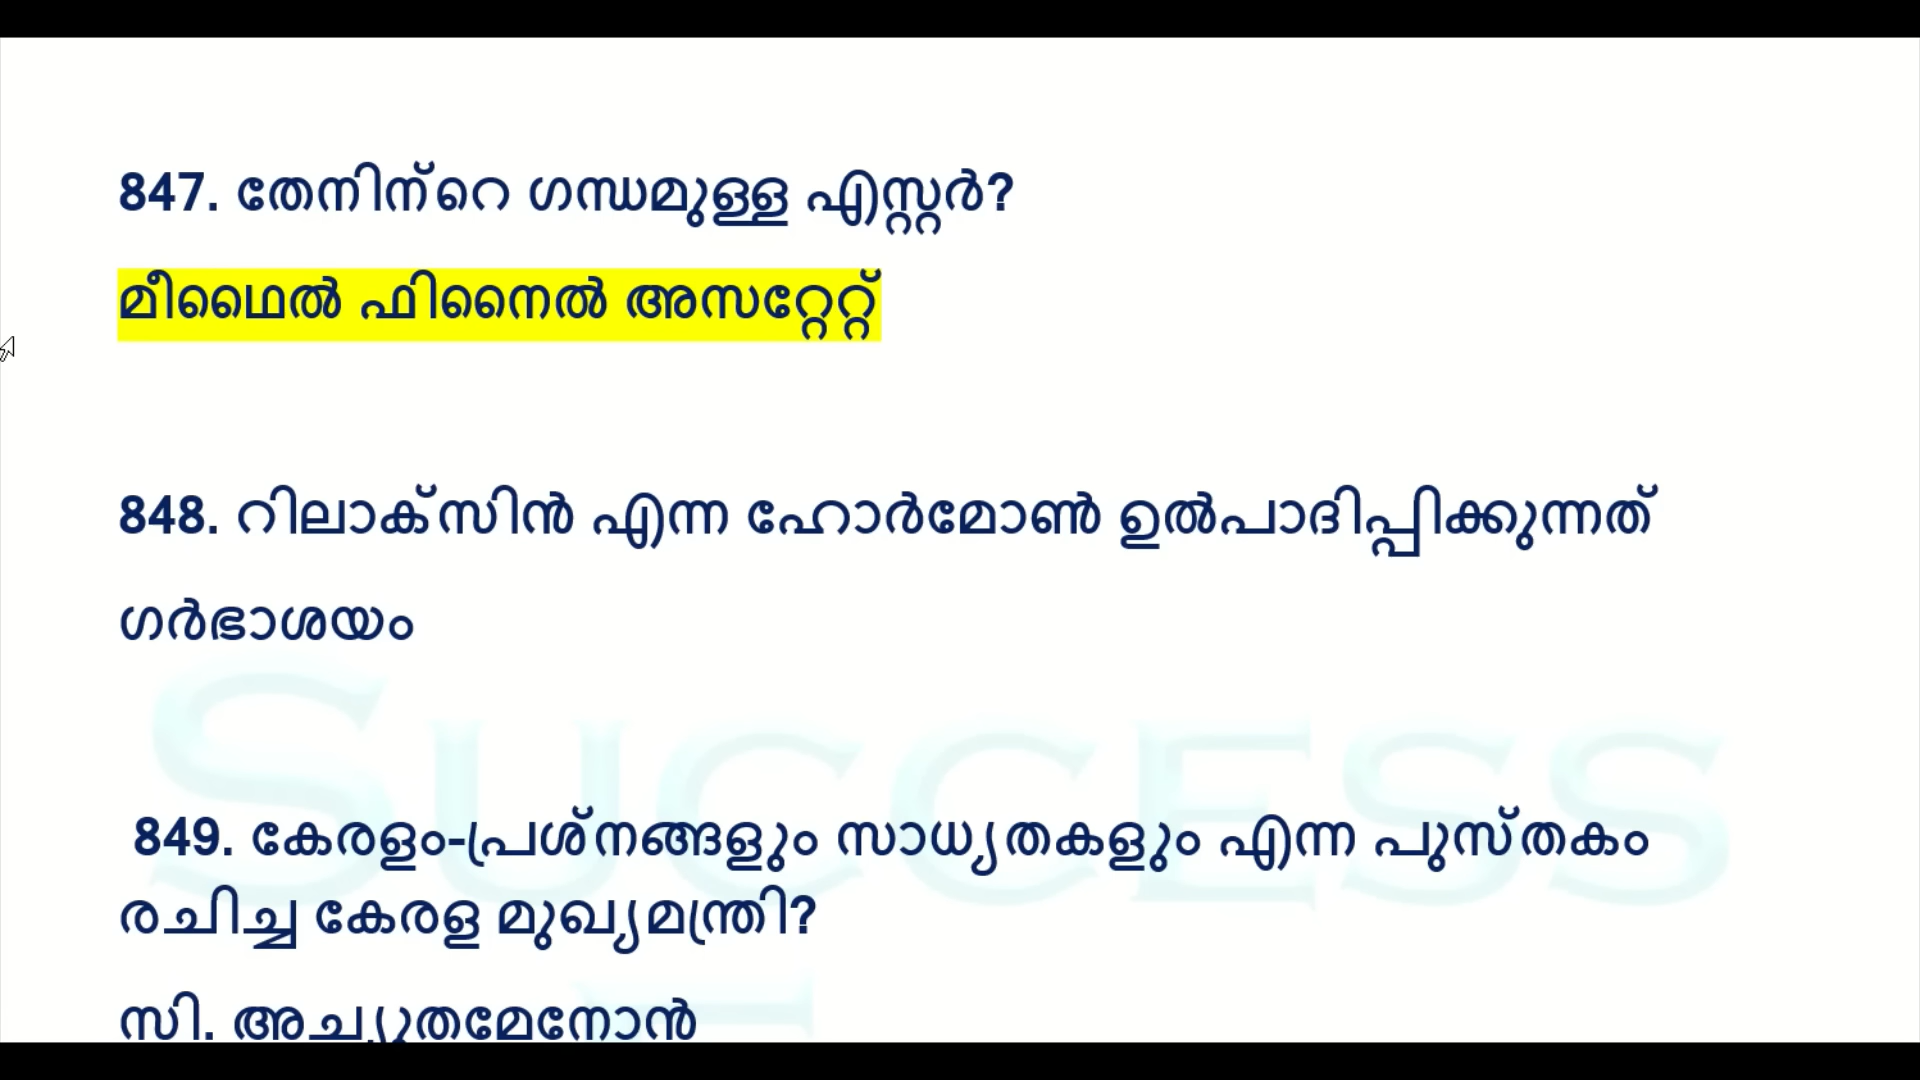 847. തേനിന്‌റെ ഗന്ധമുള്ള എസ്റ്റർ?
മീഥൈൽ ഫിനൈൽ അസറ്റേറ്റ്
848. റിലാക്‌സിൻ എന്ന ഹോർമോൺ ഉൽപാദിപ്പിക്കുന്നത്
ഗർഭാശയം
849. കേരളം-പ്രശ്‌നങ്ങളും സാധ്യതകളും എന്ന പുസ്‌തകം
രചിച്ച കേരള മുഖ്യമന്ത്രി?
സി. അച്യുതമേനോൻ
SUCCESS